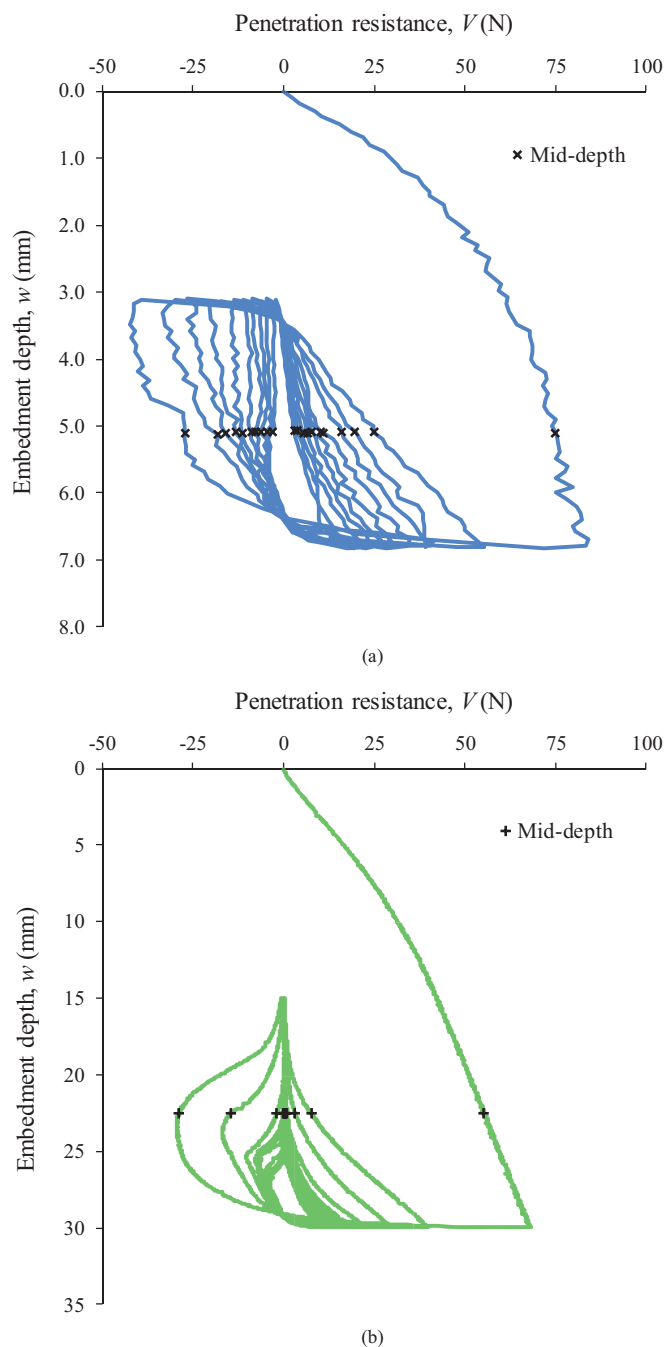 Penetration resistance, V (N)
-50 -25 0 25 50 75 100
0.0
× Mid-depth
1.0
2.0
3.0
4.0
5.0
6.0
7.0
8.0
Embedment depth, w (mm)
(a)
Penetration resistance, V (N)
-50 -25 0 25 50 75 100
0
+ Mid-depth
5
10
15
20
25
30
35
Embedment depth, w (mm)
(b)